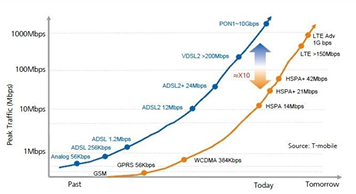 PON1~10Gbps
1000Mbps
LTE Adv
1G bps
VDSL2 >200Mbps
LTE >150Mbps
100Mbps
ADSL2+ 24Mbps
mX10
HSPA+ 42Mbps
HSPA+ 21Mbps
ADSL2 12Mbps
10Mbps
HSPA 14Mbps
ADSL 1.2Mbps
ADSL 256Kbps
1Mbps
Analog 56Kbps
WCDMA 384Kbps
Source: T-mobile
GPRS 56Kbps
GSM
Peak Traffic (Mbps)
Past
Today
Tomorrow